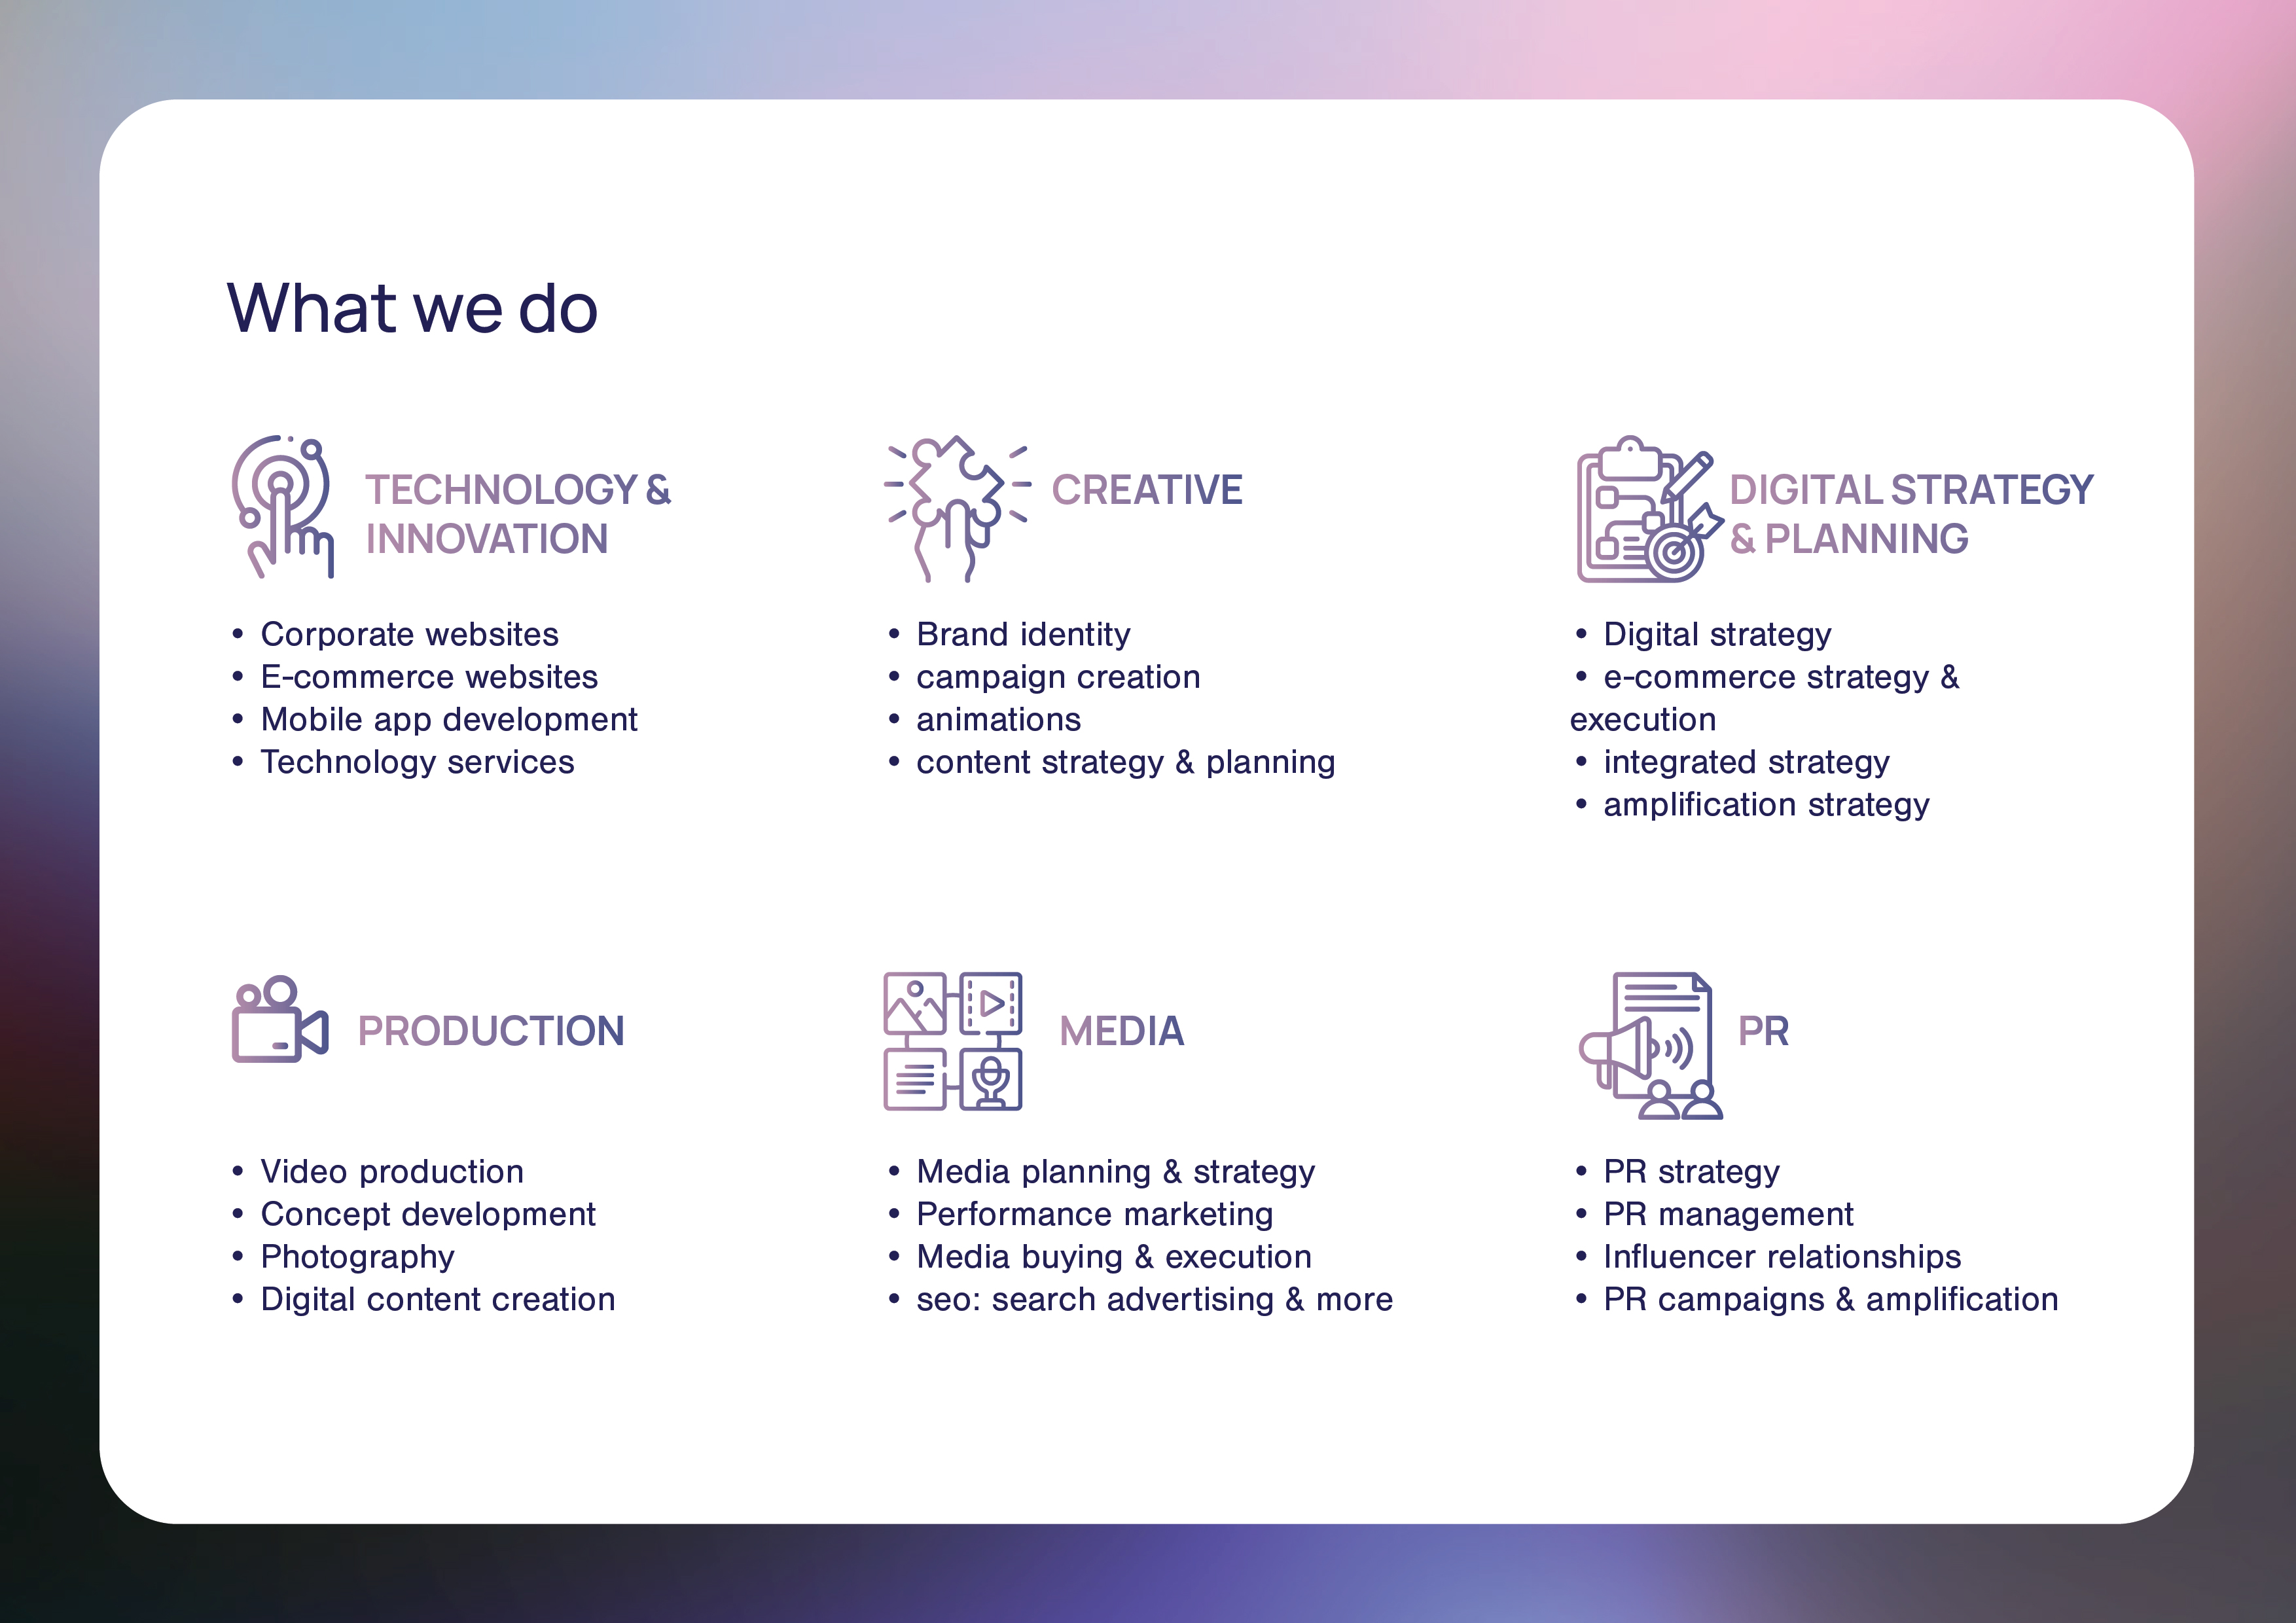 What we do
TECHNOLOGY &
INNOVATION
• Corporate websites
• E-commerce websites
• Mobile app development
• Technology services
CREATIVE
• Brand identity
• campaign creation
• animations
• content strategy & planning
DIGITAL STRATEGY
& PLANNING
• Digital strategy
• e-commerce strategy &
execution
• integrated strategy
• amplification strategy
PRODUCTION
• Video production
• Concept development
• Photography
• Digital content creation
MEDIA
• Media planning & strategy
• Performance marketing
• Media buying & execution
• seo: search advertising & more
PR
• PR strategy
• PR management
• Influencer relationships
• PR campaigns & amplification